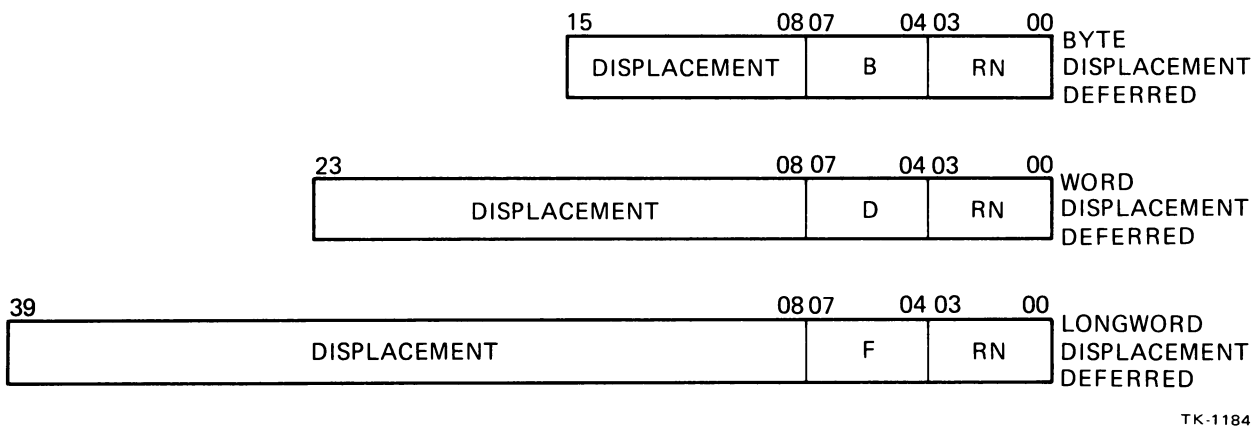 15 08 07 04 03 00
BYTE
DISPLACEMENT B RN DISPLACEMENT
DEFERRED
23 08 07 04 03 00
WORD
DISPLACEMENT D RN DISPLACEMENT
DEFERRED
39 08 07 04 03 00
LONGWORD
DISPLACEMENT F RN DISPLACEMENT
DEFERRED
TK-1184